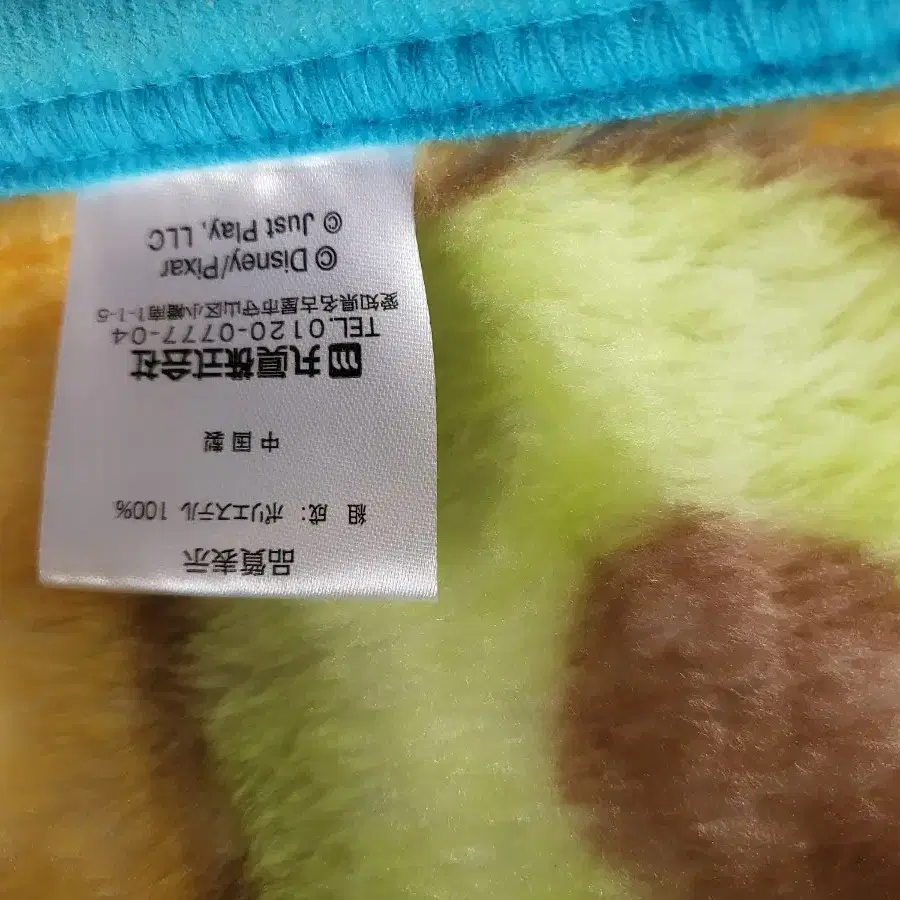 品質表示
組 成: ポリエステル 100%
中国製
丸眞株式会社
TEL.0120-0777-04
愛知県名古屋市守山区小幡南1-1-5
© Disney/Pixar
© Just Play, LLC